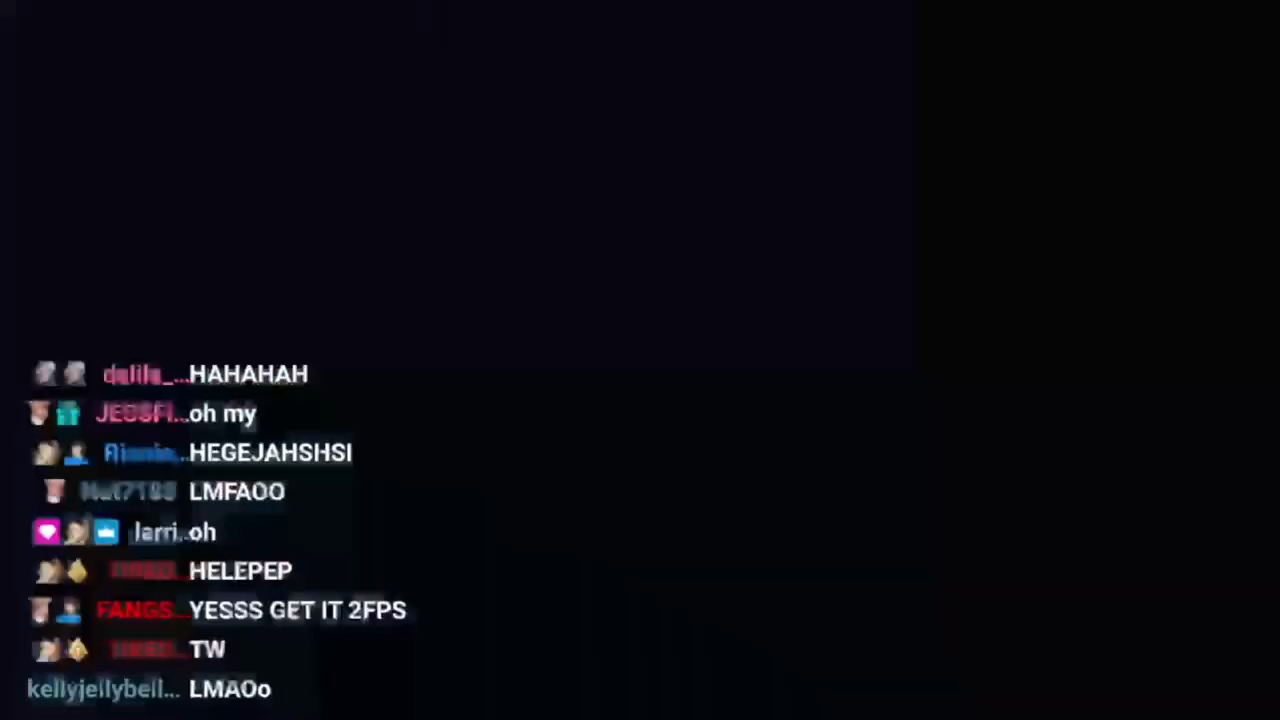 HAHAHAH
oh my
HEGEJAHSHSI
LMFAOO
larri.. oh
HELEPEP
FANGS... YESSS GET IT 2FPS
TW
kellyjellybell... LMAOo